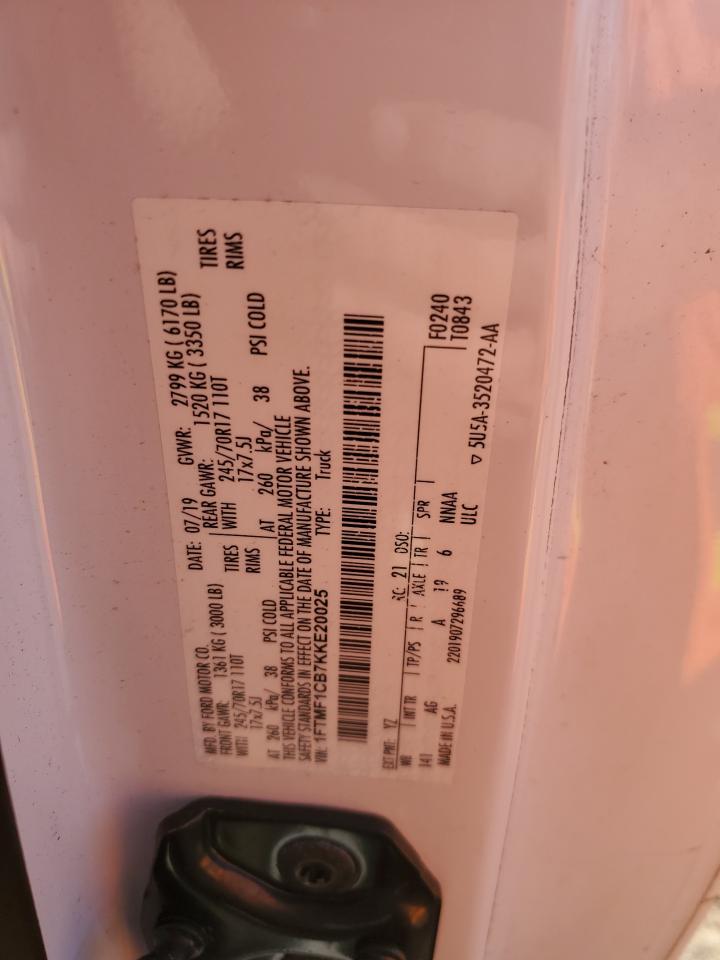 MFD. BY FORD MOTOR CO.
DATE: 07/19 GVWR: 2799 KG ( 6170 LB)
FRONT GAWR: 1361 KG ( 3000 LB) REAR GAWR: 1520 KG ( 3350 LB)
WITH 245/70R17 110T TIRES WITH 245/70R17 110T TIRES
17x7.5J RIMS 17x7.5J RIMS
AT 260 kPa/ 38 PSI COLD AT 260 kPa/ 38 PSI COLD
THIS VEHICLE CONFORMS TO ALL APPLICABLE FEDERAL MOTOR VEHICLE
SAFETY STANDARDS IN EFFECT ON THE DATE OF MANUFACTURE SHOWN ABOVE.
VIN: 1FTMF1CB7KKE20025 TYPE: Truck
EXT PNT: YZ RC: 21 DSO: F0240
WB INT TR TP/PS R AXLE TR SPR T0843
141 AG A 19 6 NNAA
MADE IN U.S.A. 2201907296689 ULC ▽ 5U5A-3520472-AA